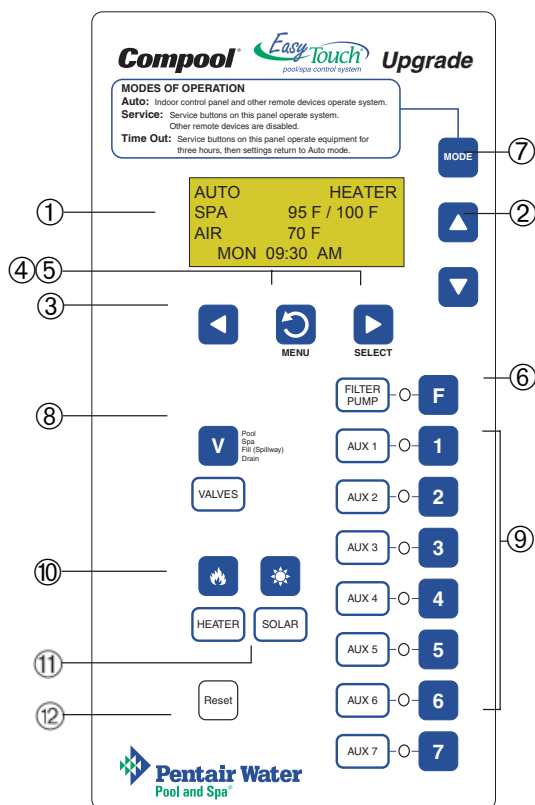 Compool® EasyTouch® Upgrade
pool/spa control system
MODES OF OPERATION
Auto: Indoor control panel and other remote devices operate system.
Service: Service buttons on this panel operate system.
Other remote devices are disabled.
Time Out: Service buttons on this panel operate equipment for
three hours, then settings return to Auto mode.
MODE
⑦
①
AUTO HEATER
SPA 95 F / 100 F
AIR 70 F
MON 09:30 AM
②
④⑤
③
MENU
SELECT
⑥
FILTER
PUMP
F
⑧
V
Pool
Spa
Fill (Spillway)
Drain
VALVES
AUX 1
1
AUX 2
2
AUX 3
3
⑨
⑩
AUX 4
4
HEATER
SOLAR
AUX 5
5
⑪
Reset
AUX 6
6
⑫
AUX 7
7
Pentair Water
Pool and Spa®